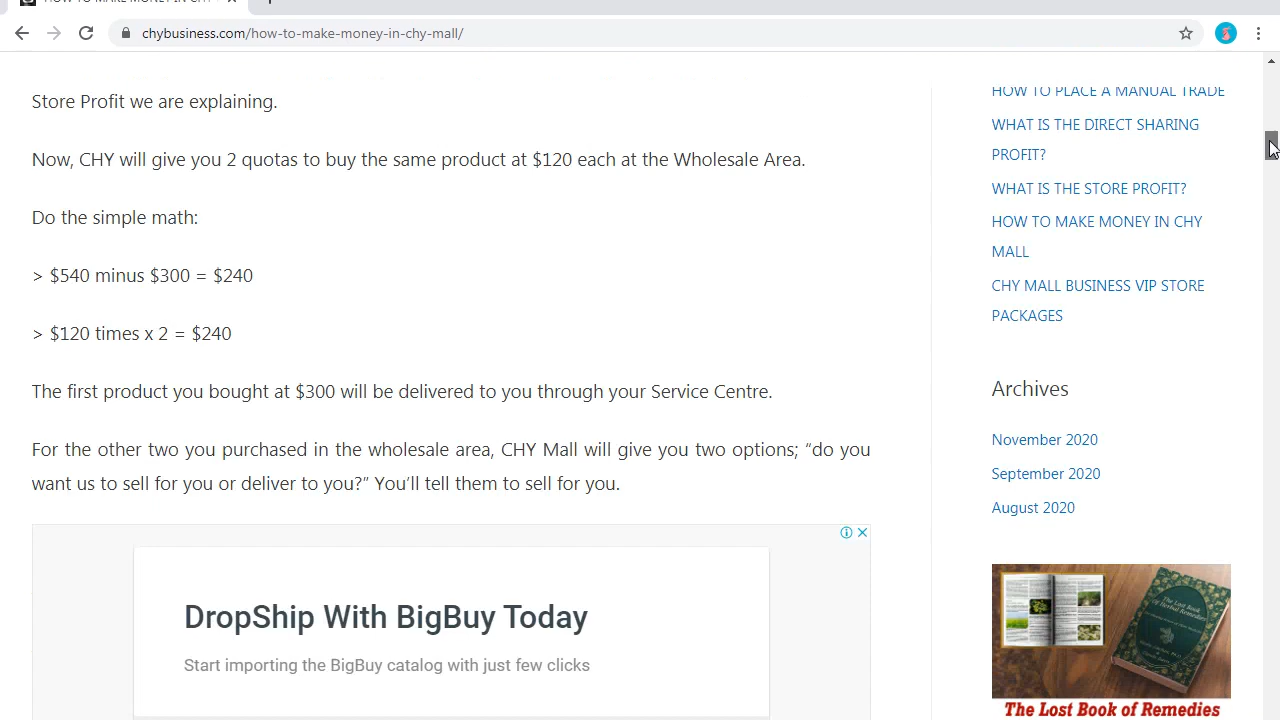 HOW TO MAKE MONEY IN CHY
chybusiness.com/how-to-make-money-in-chy-mall/
Store Profit we are explaining.
Now, CHY will give you 2 quotas to buy the same product at $120 each at the Wholesale Area.
Do the simple math:
> $540 minus $300 = $240
> $120 times x 2 = $240
The first product you bought at $300 will be delivered to you through your Service Centre.
For the other two you purchased in the wholesale area, CHY Mall will give you two options; “do you
want us to sell for you or deliver to you?” You’ll tell them to sell for you.
DropShip With BigBuy Today
Start importing the BigBuy catalog with just few clicks
HOW TO PLACE A MANUAL TRADE
WHAT IS THE DIRECT SHARING
PROFIT?
WHAT IS THE STORE PROFIT?
HOW TO MAKE MONEY IN CHY
MALL
CHY MALL BUSINESS VIP STORE
PACKAGES
Archives
November 2020
September 2020
August 2020
The Lost Book of Remedies